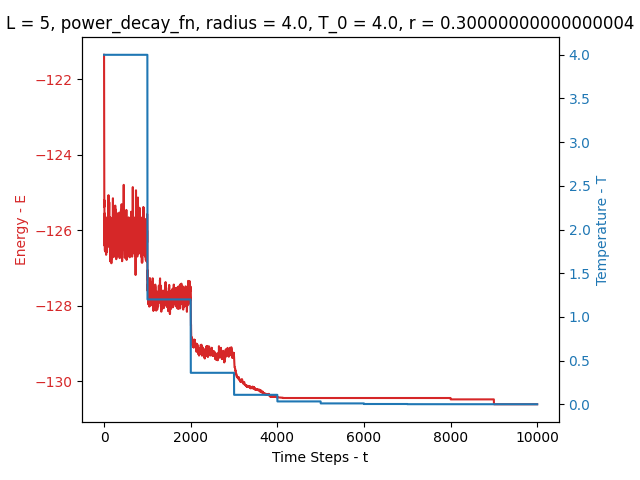 L = 5, power_decay_fn, radius = 4.0, T_0 = 4.0, r = 0.30000000000000004
Energy - E
−122
−124
−126
−128
−130
4.0
3.5
3.0
2.5
2.0
1.5
1.0
0.5
0.0
Temperature - T
0 2000 4000 6000 8000 10000
Time Steps - t